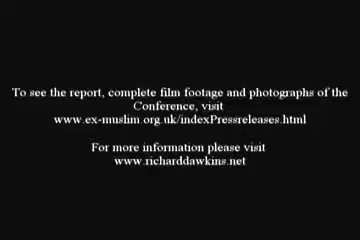 To see the report, complete film footage and photographs of the
Conference, visit
www.ex-muslim.org.uk/indexPressreleases.html
For more information please visit
www.richarddawkins.net